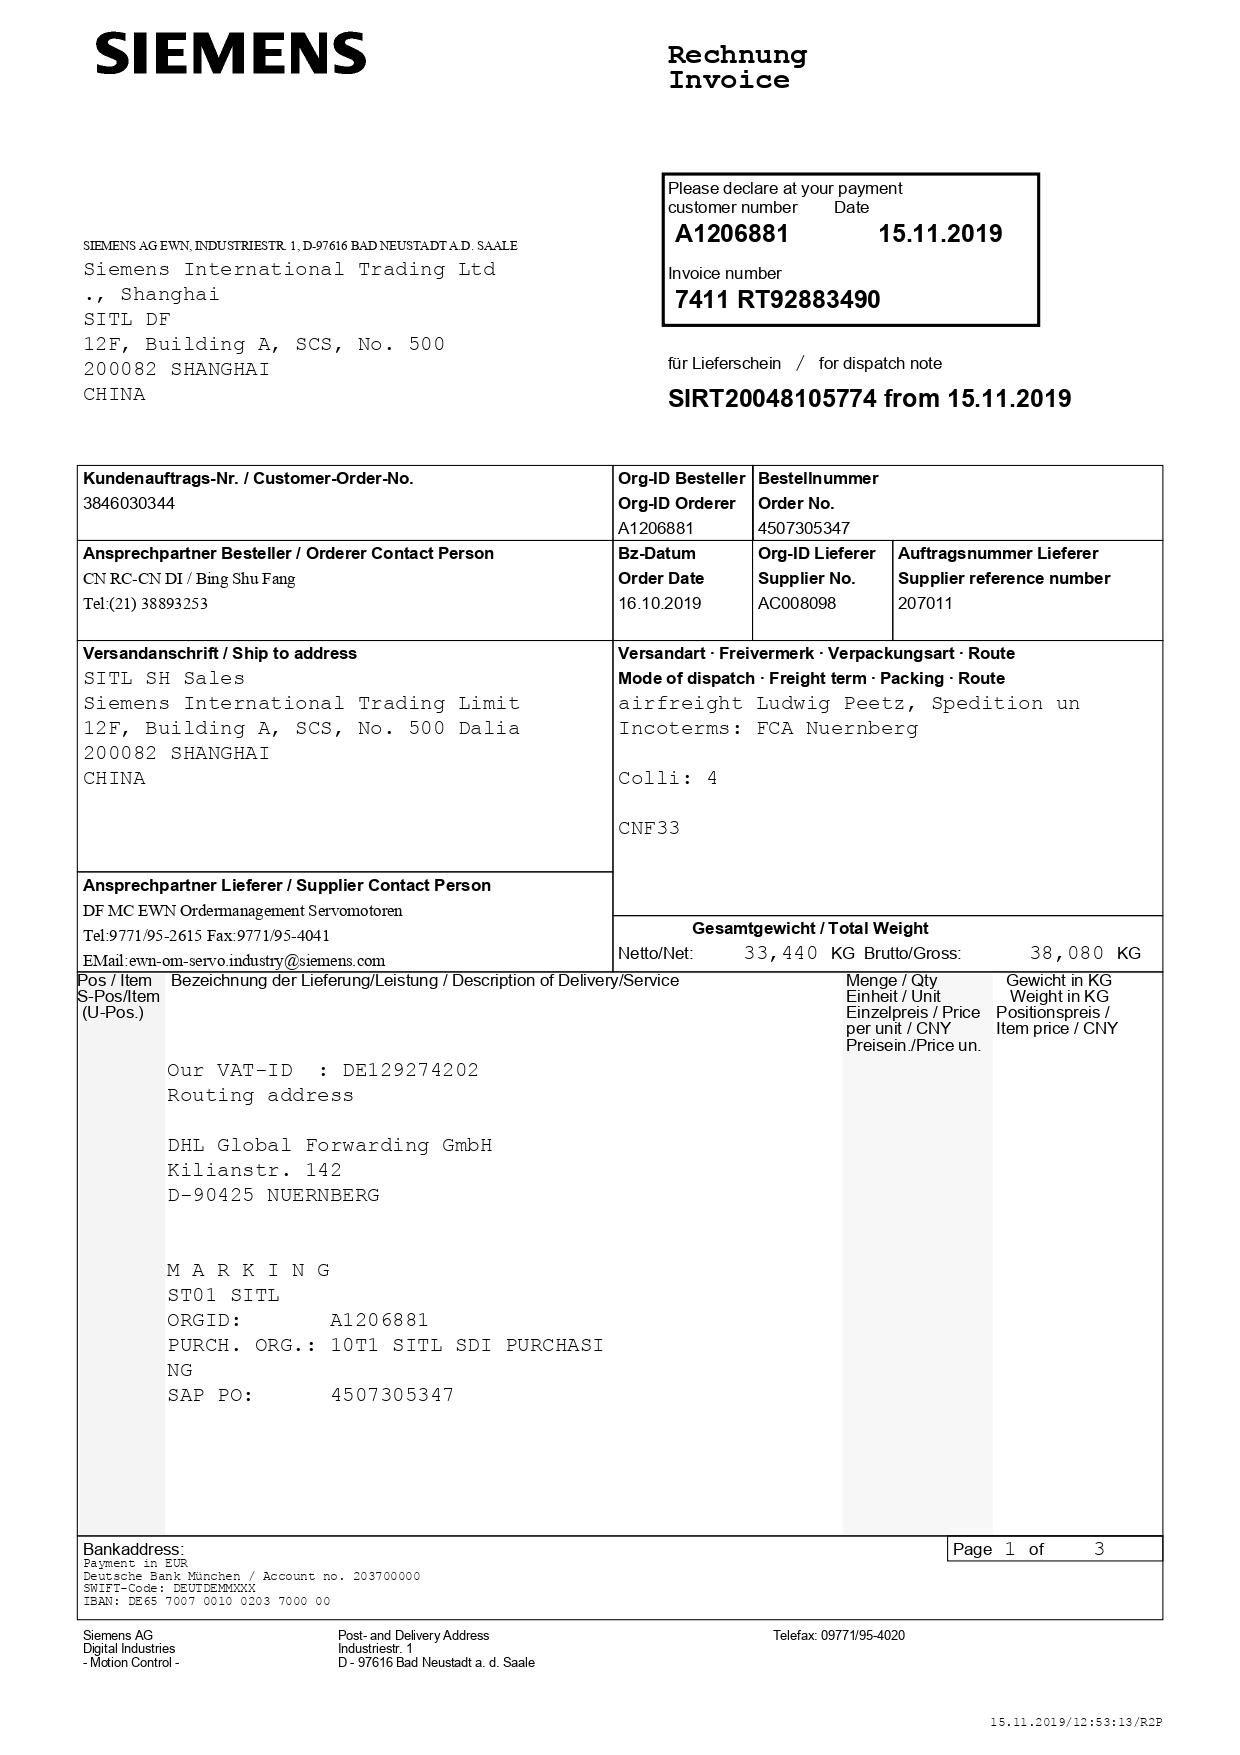 SIEMENS
Rechnung
Invoice
Please declare at your payment
customer number Date
A1206881 15.11.2019
Invoice number
7411 RT92883490
SIEMENS AG EWN, INDUSTRIESTR. 1, D-97616 BAD NEUSTADT A.D. SAALE
Siemens International Trading Ltd
., Shanghai
SITL DF
12F, Building A, SCS, No. 500
200082 SHANGHAI
CHINA
für Lieferschein / for dispatch note
SIRT20048105774 from 15.11.2019
Kundenauftrags-Nr. / Customer-Order-No.
3846030344
Org-ID Besteller
Org-ID Orderer
A1206881
Bestellnummer
Order No.
4507305347
Ansprechpartner Besteller / Orderer Contact Person
CN RC-CN DI / Bing Shu Fang
Tel:(21) 38893253
Bz-Datum
Order Date
16.10.2019
Org-ID Lieferer
Supplier No.
AC008098
Auftragsnummer Lieferer
Supplier reference number
207011
Versandanschrift / Ship to address
SITL SH Sales
Siemens International Trading Limit
12F, Building A, SCS, No. 500 Dalia
200082 SHANGHAI
CHINA
Versandart · Freivermerk · Verpackungsart · Route
Mode of dispatch · Freight term · Packing · Route
airfreight Ludwig Peetz, Spedition un
Incoterms: FCA Nuernberg
Colli: 4
CNF33
Ansprechpartner Lieferer / Supplier Contact Person
DF MC EWN Ordermanagement Servomotoren
Tel:9771/95-2615 Fax:9771/95-4041
EMail:ewn-om-servo.industry@siemens.com
Gesamtgewicht / Total Weight
Netto/Net: 33,440 KG Brutto/Gross: 38,080 KG
Pos / Item
S-Pos/Item
(U-Pos.)
Bezeichnung der Lieferung/Leistung / Description of Delivery/Service
Menge / Qty
Einheit / Unit
Einzelpreis / Price
per unit / CNY
Preisein./Price un.
Gewicht in KG
Weight in KG
Positionspreis /
Item price / CNY
Our VAT-ID : DE129274202
Routing address
DHL Global Forwarding GmbH
Kilianstr. 142
D-90425 NUERNBERG
M A R K I N G
ST01 SITL
ORGID: A1206881
PURCH. ORG.: 10T1 SITL SDI PURCHASI
NG
SAP PO: 4507305347
Bankaddress:
Payment in EUR
Deutsche Bank München / Account no. 203700000
SWIFT-Code: DEUTDEMMXXX
IBAN: DE65 7007 0010 0203 7000 00
Page 1 of 3
Siemens AG
Digital Industries
- Motion Control -
Post- and Delivery Address
Industriestr. 1
D - 97616 Bad Neustadt a. d. Saale
Telefax: 09771/95-4020
15.11.2019/12:53:13/R2P